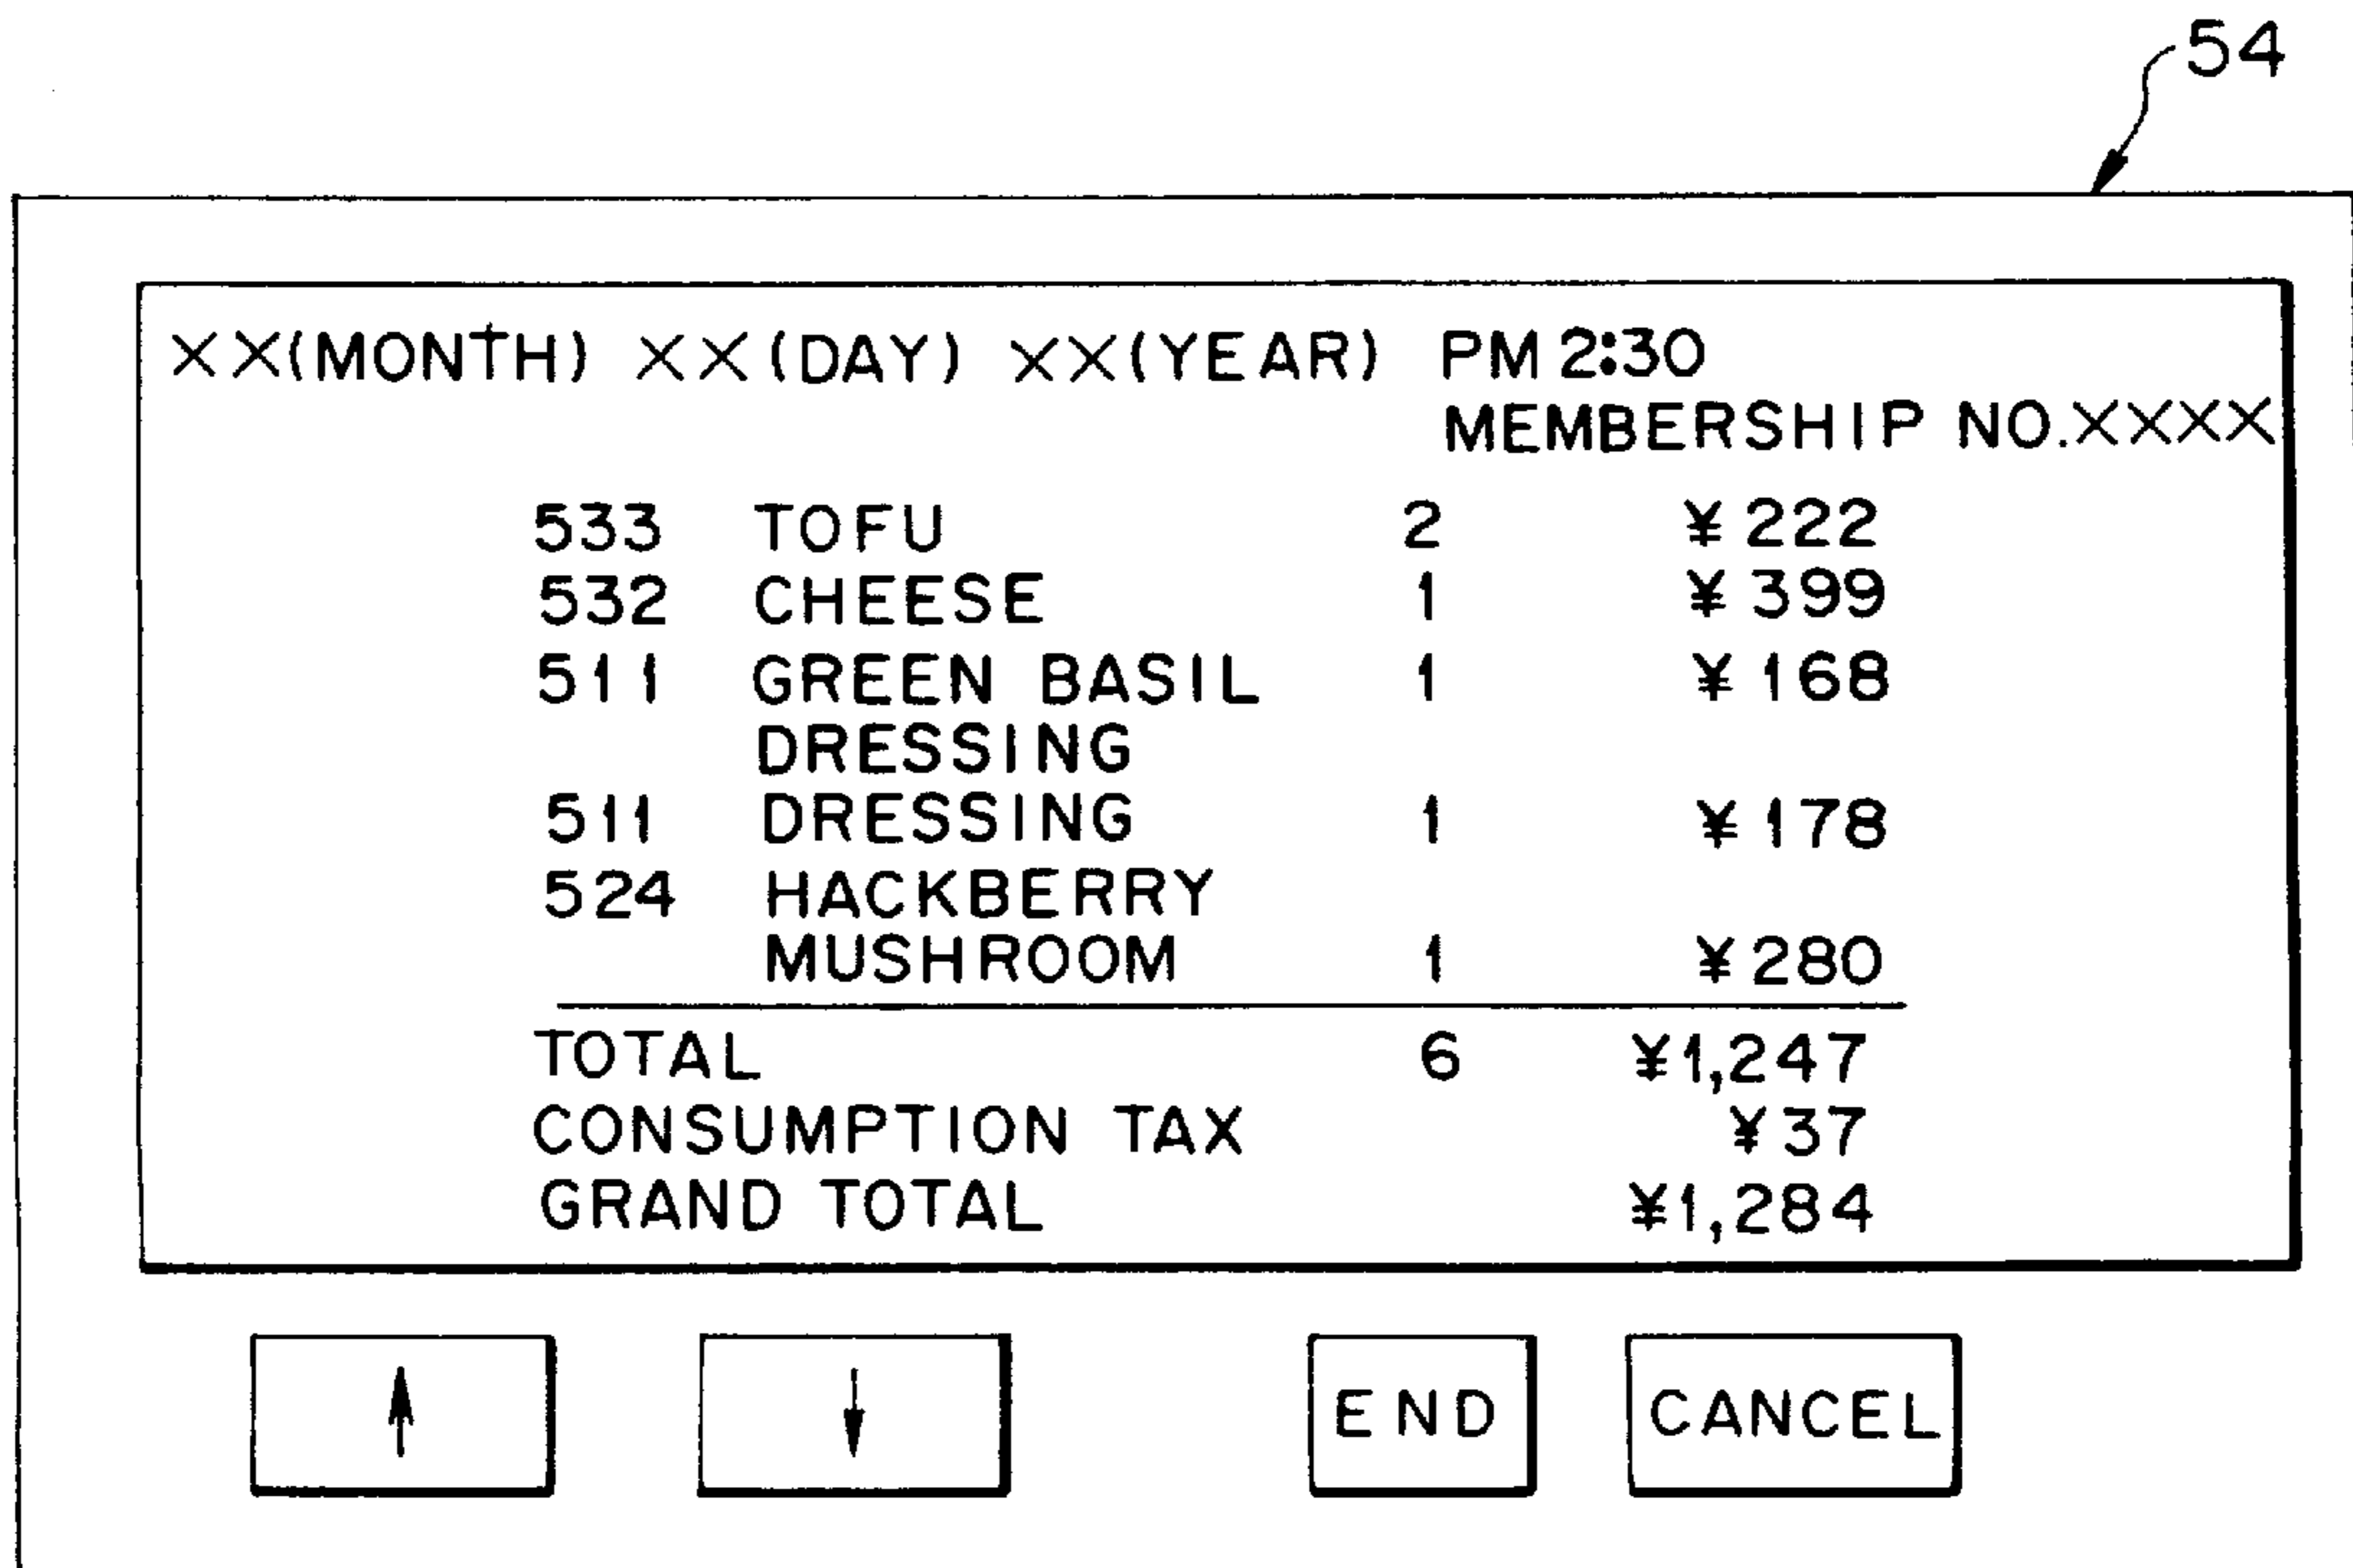 54
XX(MONTH) XX(DAY) XX(YEAR) PM 2:30
MEMBERSHIP NO.XXXX
533 TOFU 2 ¥222
532 CHEESE 1 ¥399
511 GREEN BASIL 1 ¥168
DRESSING
511 DRESSING 1 ¥178
524 HACKBERRY
MUSHROOM 1 ¥280
TOTAL 6 ¥1,247
CONSUMPTION TAX ¥37
GRAND TOTAL ¥1,284
↑ ↓ END CANCEL